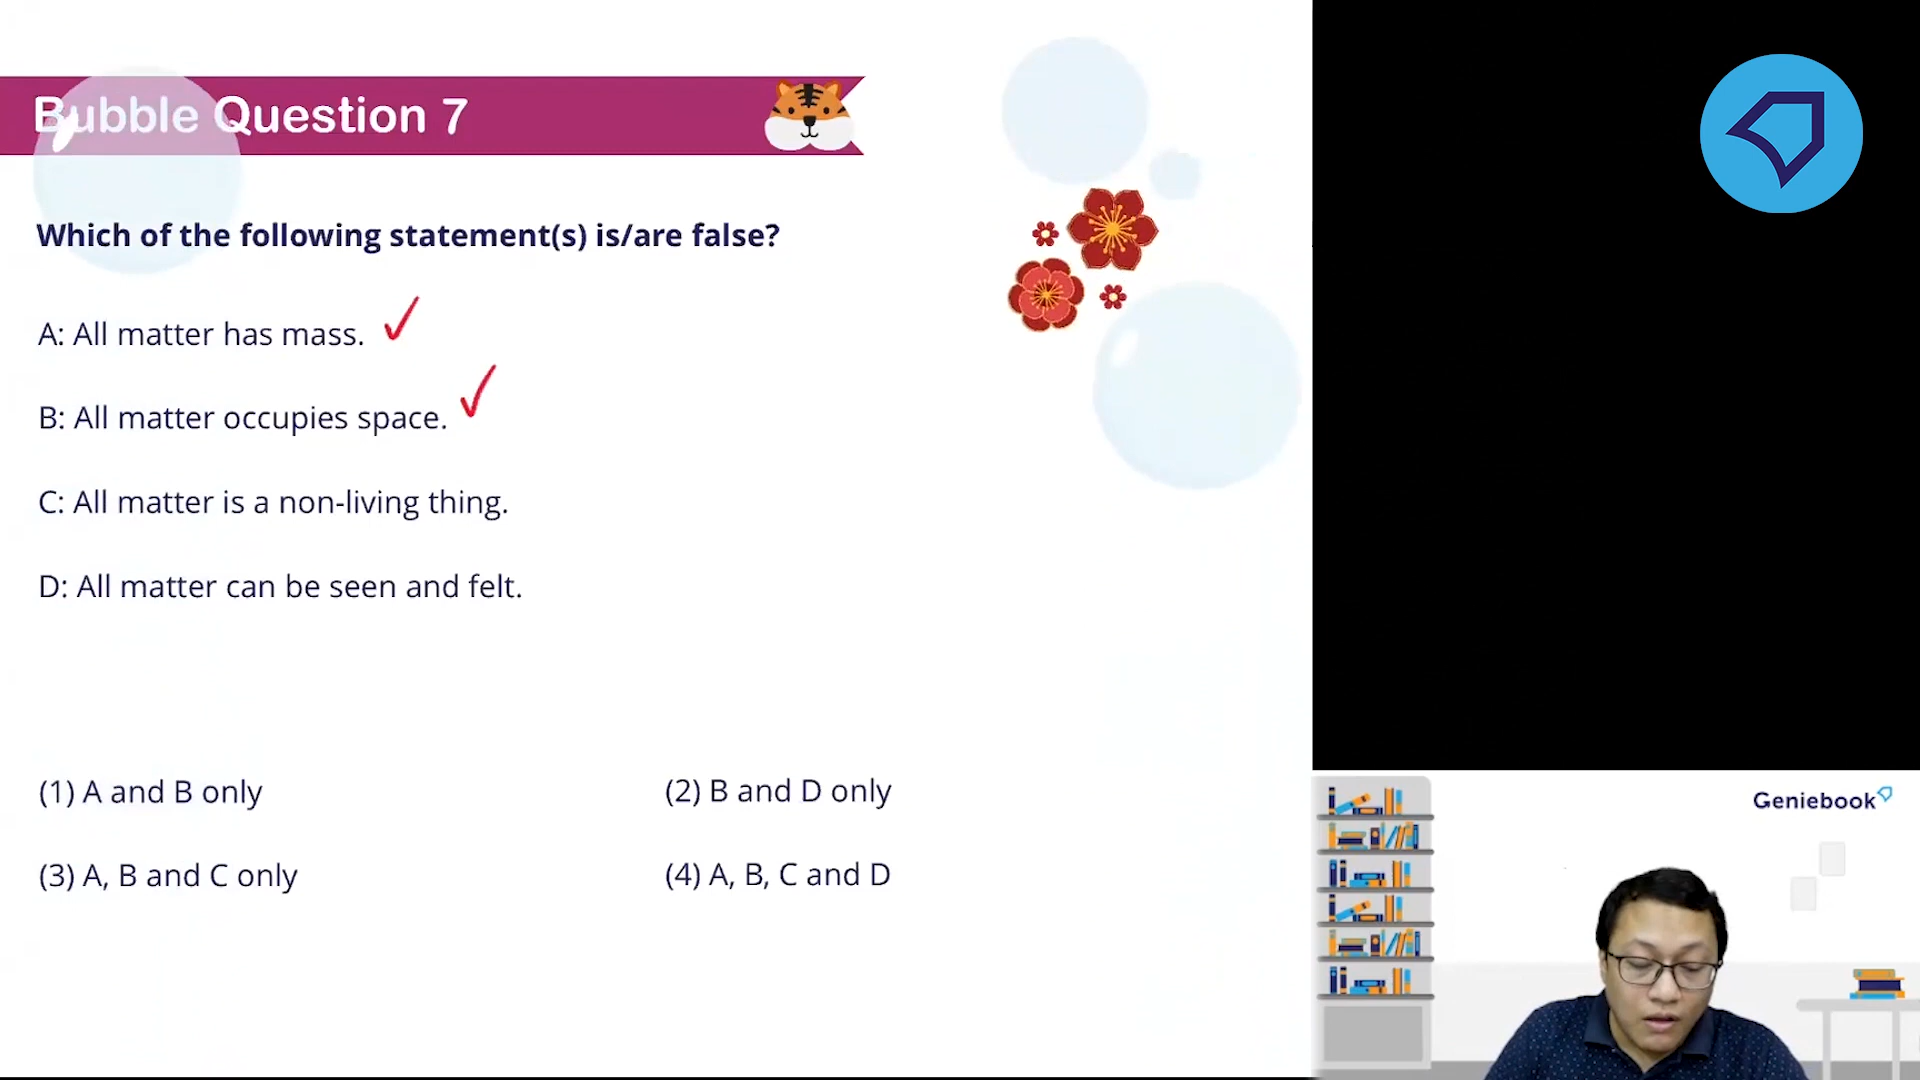 Bubble Question 7
Which of the following statement(s) is/are false?
A: All matter has mass.
B: All matter occupies space.
C: All matter is a non-living thing.
D: All matter can be seen and felt.
(1) A and B only
(2) B and D only
(3) A, B and C only
(4) A, B, C and D
Geniebook